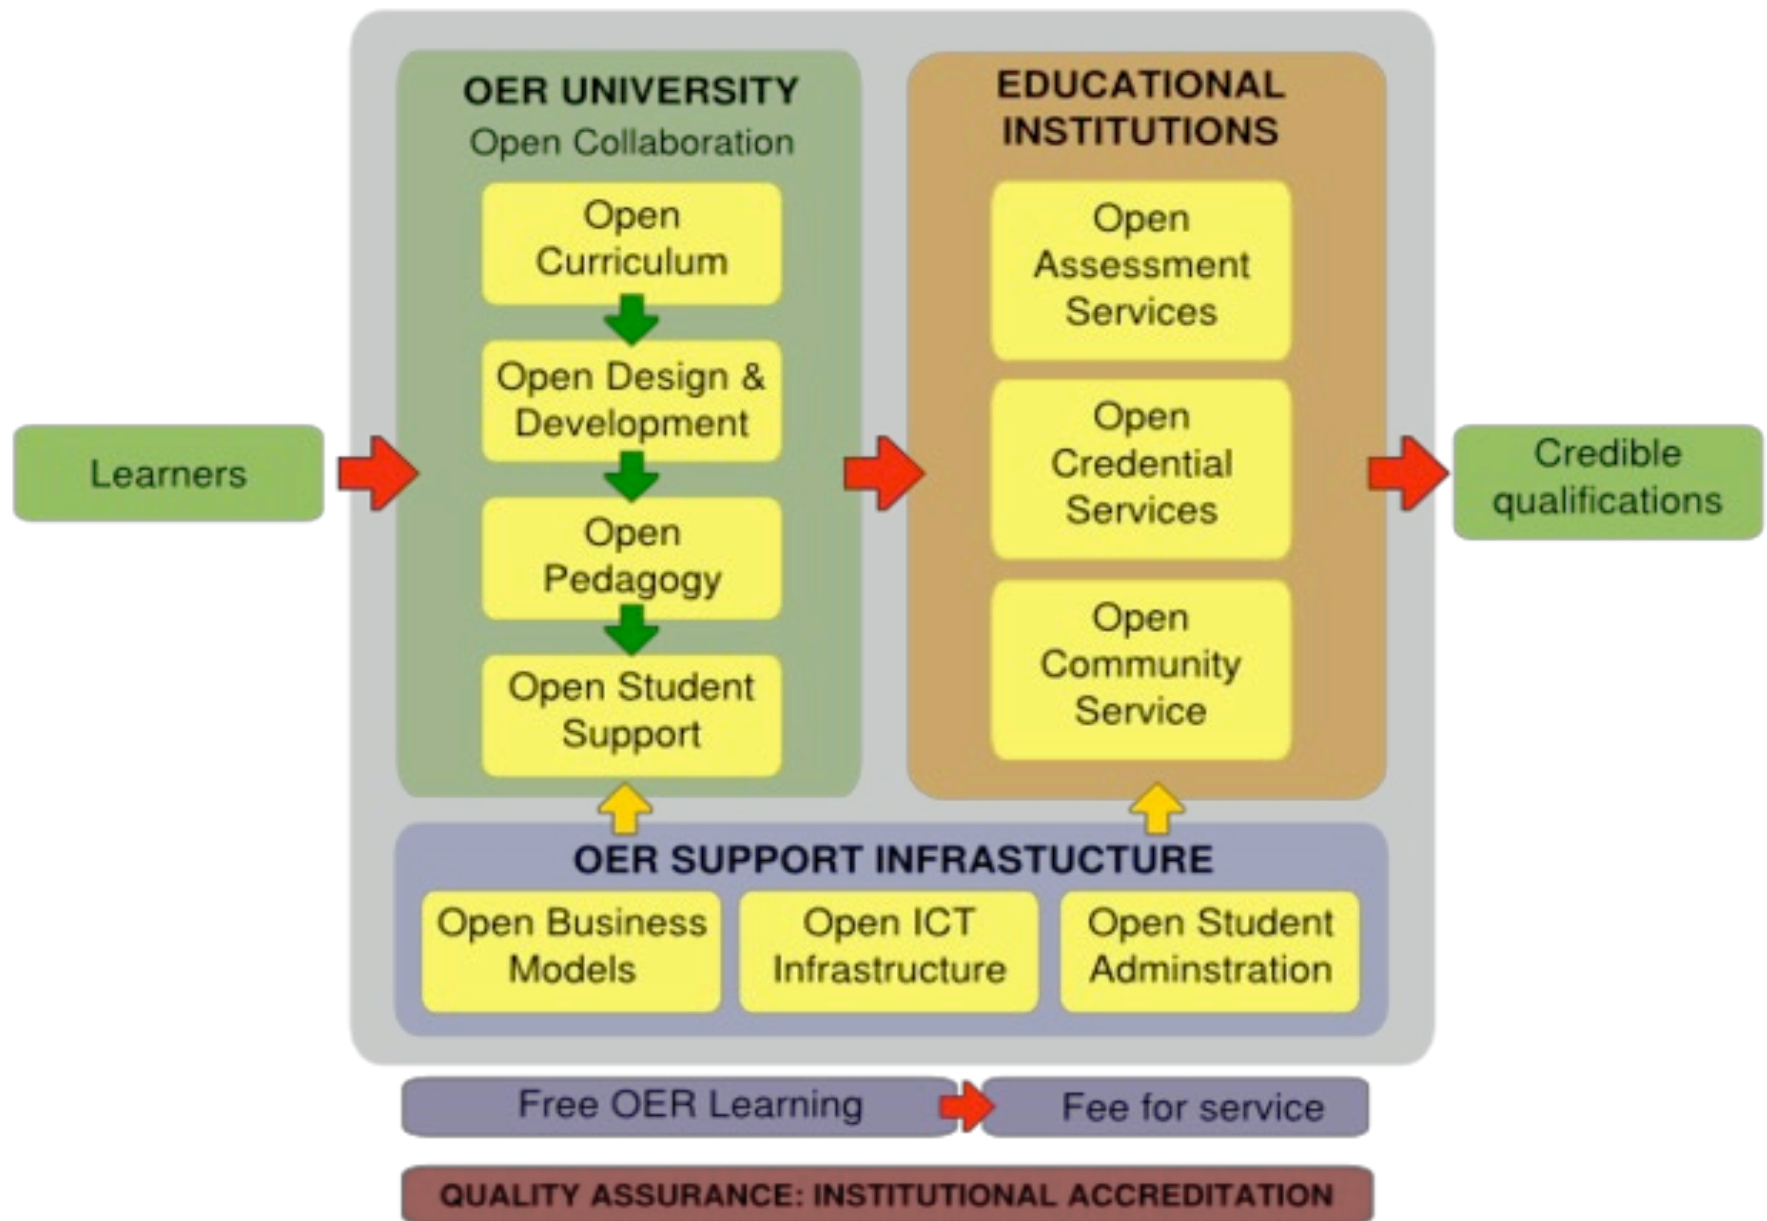 Learners
OER UNIVERSITY
Open Collaboration
Open
Curriculum
Open Design &
Development
Open
Pedagogy
Open Student
Support
EDUCATIONAL
INSTITUTIONS
Open
Assessment
Services
Open
Credential
Services
Open
Community
Service
Credible
qualifications
OER SUPPORT INFRASTUCTURE
Open Business
Models
Open ICT
Infrastructure
Open Student
Adminstration
Free OER Learning
Fee for service
QUALITY ASSURANCE: INSTITUTIONAL ACCREDITATION